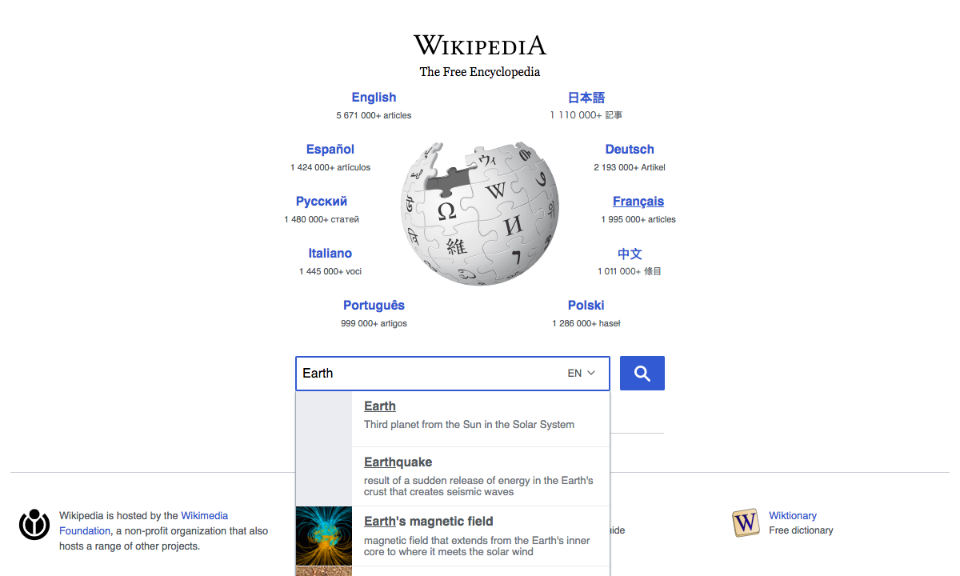 WIKIPEDIA
The Free Encyclopedia
English
5 671 000+ articles
日本語
1 110 000+ 記事
Español
1 424 000+ artículos
Deutsch
2 193 000+ Artikel
Русский
1 480 000+ статей
Français
1 995 000+ articles
Italiano
1 445 000+ voci
中文
1 011 000+ 條目
Português
999 000+ artigos
Polski
1 286 000+ haseł
Ω
W
И
維
ウィ
7
Earth
EN
Earth
Third planet from the Sun in the Solar System
Earthquake
result of a sudden release of energy in the Earth's
crust that creates seismic waves
Earth's magnetic field
magnetic field that extends from the Earth's inner
core to where it meets the solar wind
Wikipedia is hosted by the Wikimedia
Foundation, a non-profit organization that also
hosts a range of other projects.
W
Wiktionary
Free dictionary